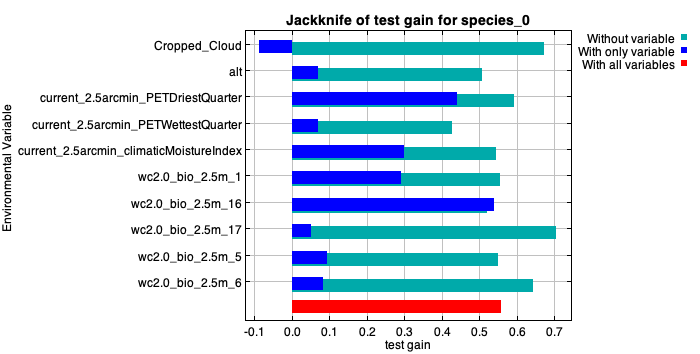 Jackknife of test gain for species_0
Without variable
With only variable
With all variables
Environmental Variable
Cropped_Cloud
alt
current_2.5arcmin_PETDriestQuarter
current_2.5arcmin_PETWettestQuarter
current_2.5arcmin_climaticMoistureIndex
wc2.0_bio_2.5m_1
wc2.0_bio_2.5m_16
wc2.0_bio_2.5m_17
wc2.0_bio_2.5m_5
wc2.0_bio_2.5m_6
-0.1 0.0 0.1 0.2 0.3 0.4 0.5 0.6 0.7
test gain